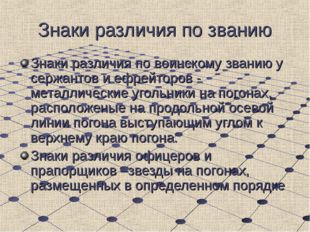 Знаки различия по званию
Знаки различия по воинскому званию у
сержантов и ефрейторов -
металлические угольники на погонах,
расположеные на продольной осевой
линии погона выступающим углом к
верхнему краю погона.
Знаки различия офицеров и
прапорщиков –звезды на погонах,
размещенных в определенном порядке